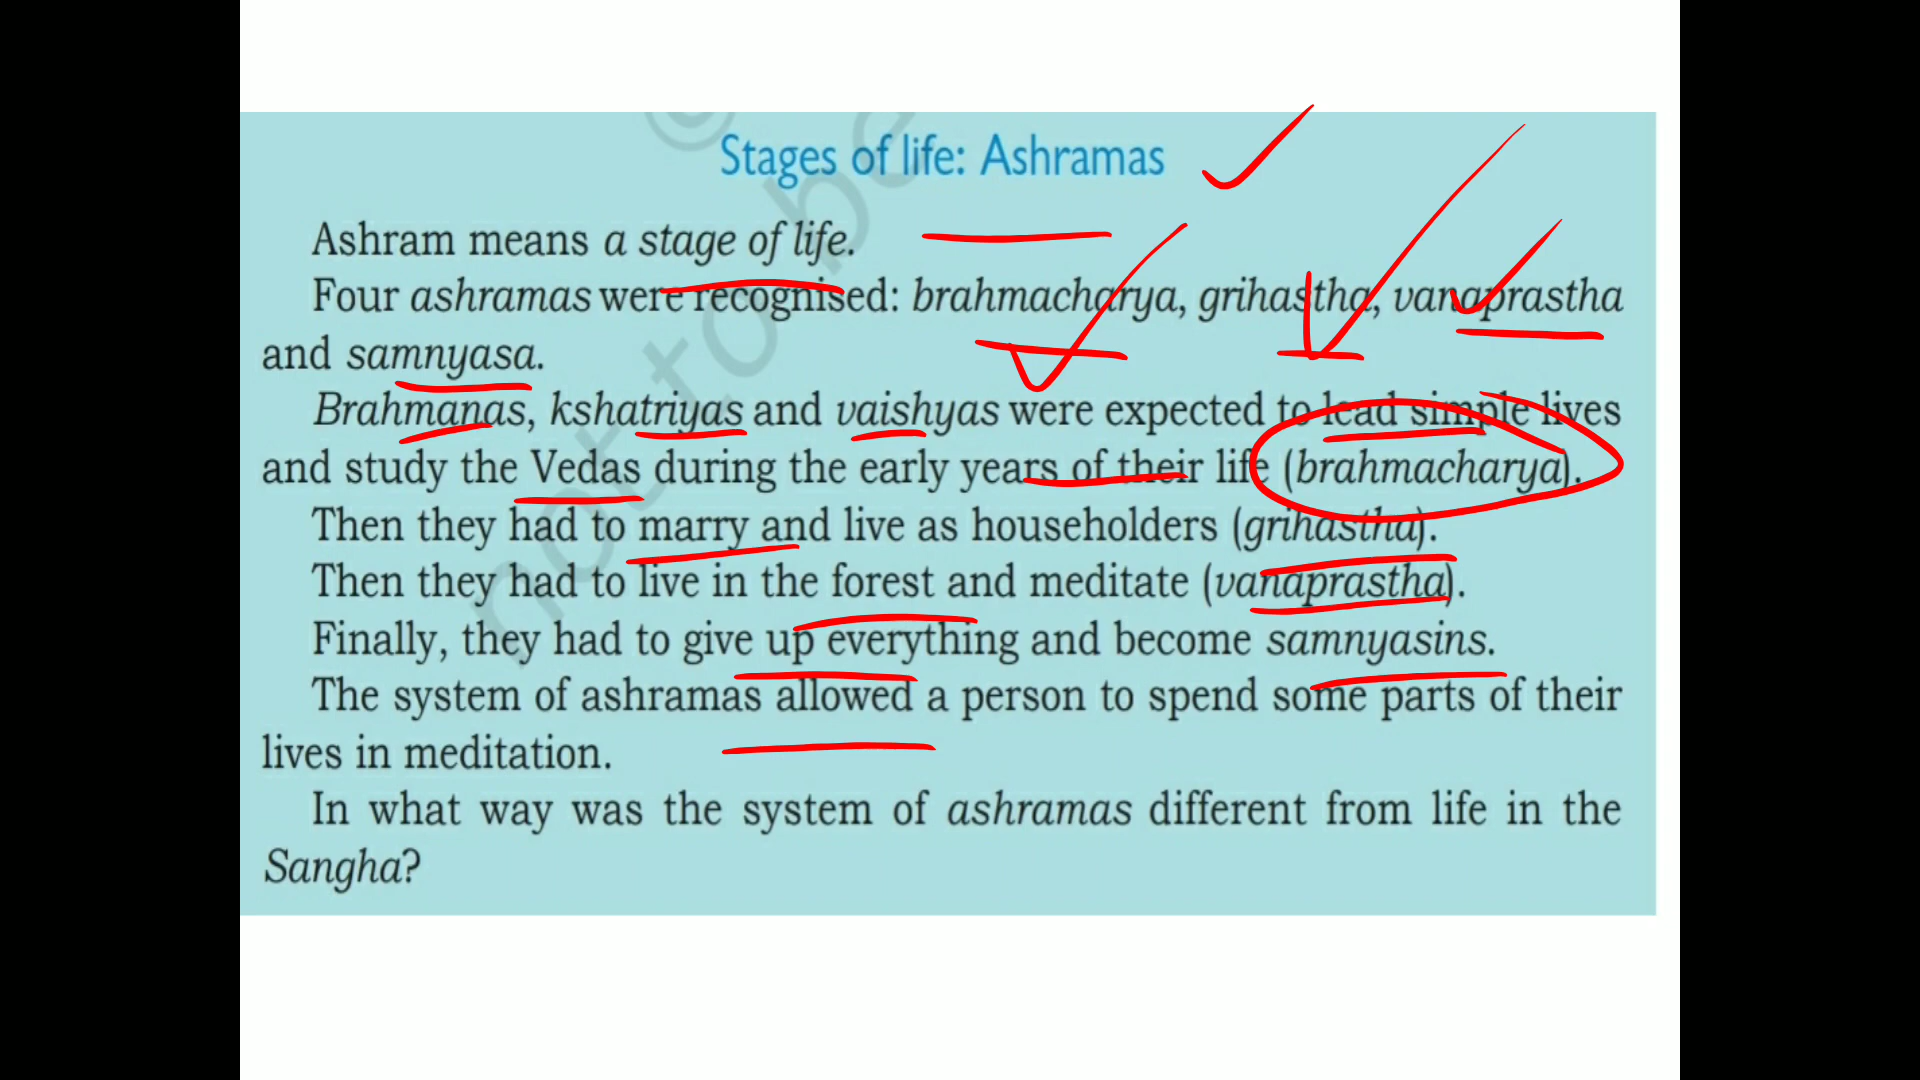 Stages of life: Ashramas
Ashram means a stage of life.
Four ashramas were recognised: brahmacharya, grihastha, vanaprastha
and samnyasa.
Brahmanas, kshatriyas and vaishyas were expected to lead simple lives
and study the Vedas during the early years of their life (brahmacharya).
Then they had to marry and live as householders (grihastha).
Then they had to live in the forest and meditate (vanaprastha).
Finally, they had to give up everything and become samnyasins.
The system of ashramas allowed a person to spend some parts of their
lives in meditation.
In what way was the system of ashramas different from life in the
Sangha?
© not to be